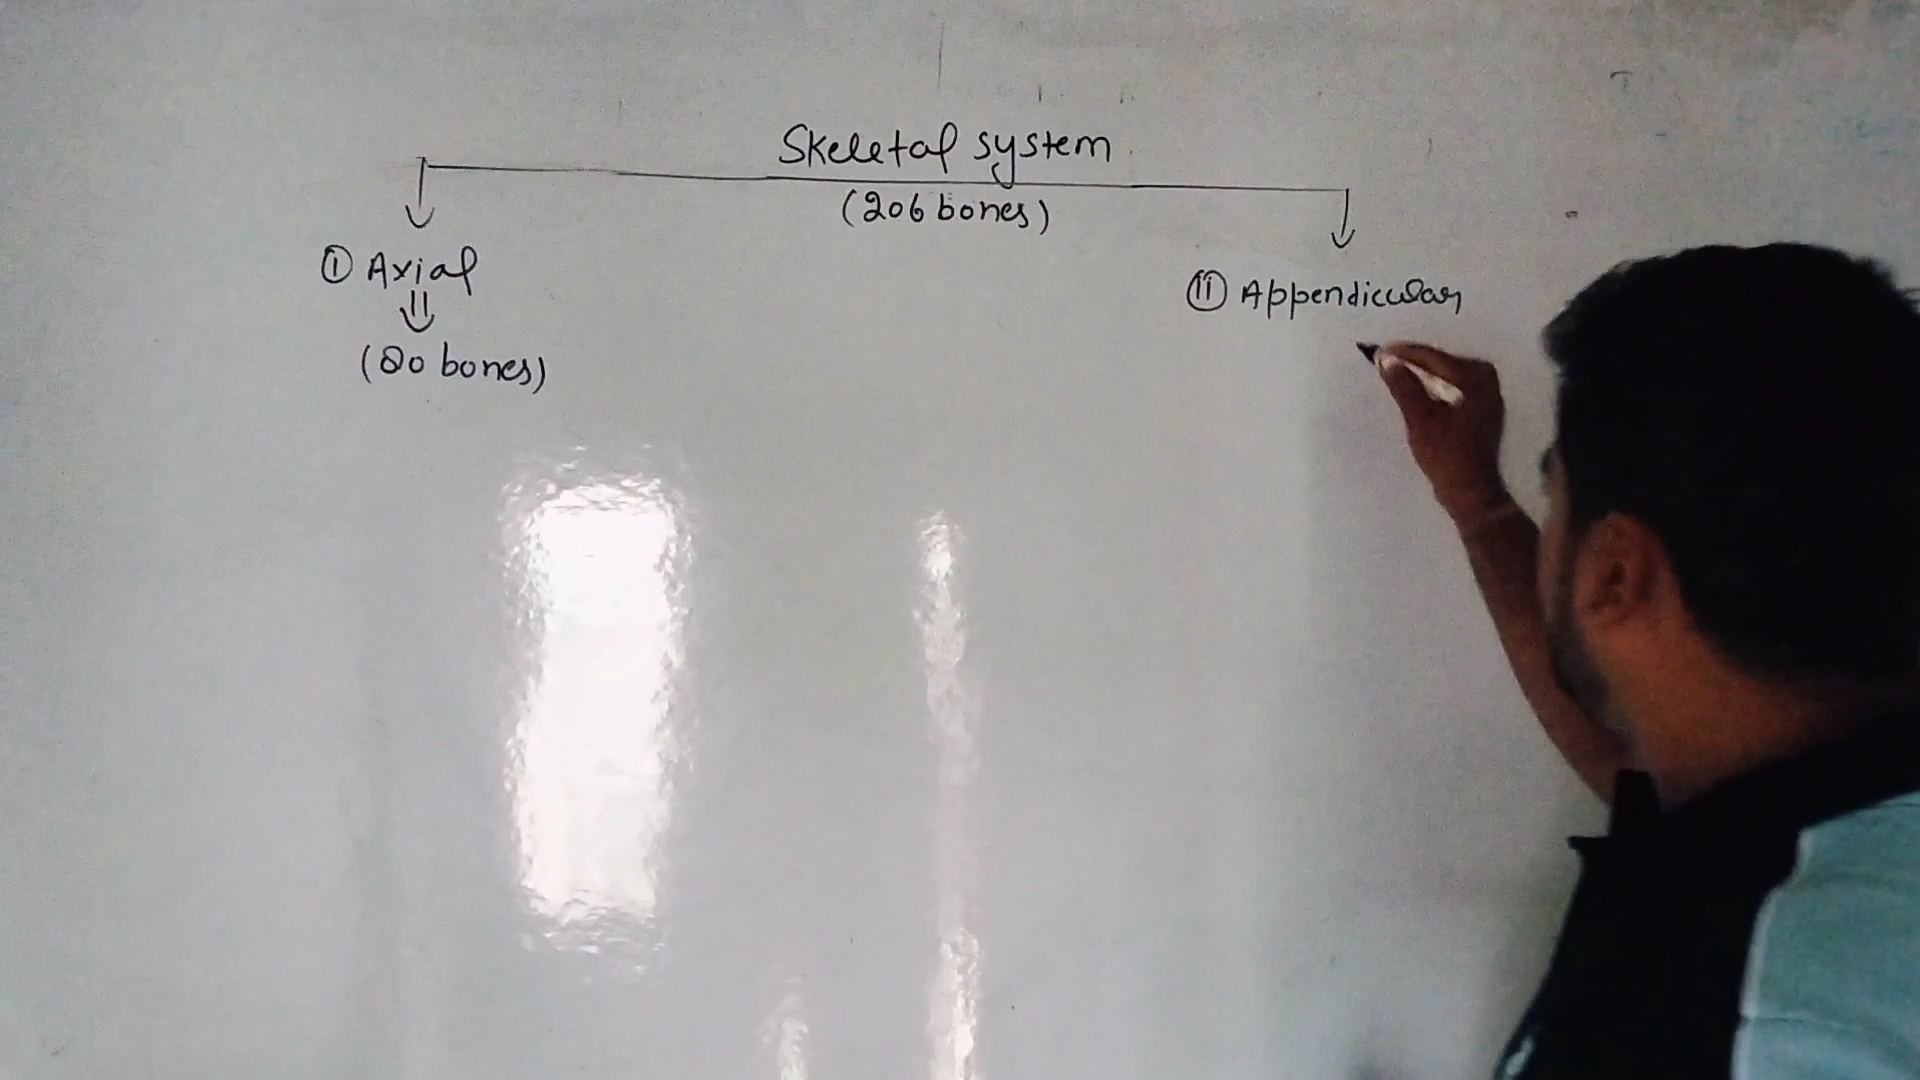 Skeletal system
(206 bones)
① Axial
(80 bones)
ⓘⓘ Appendicular